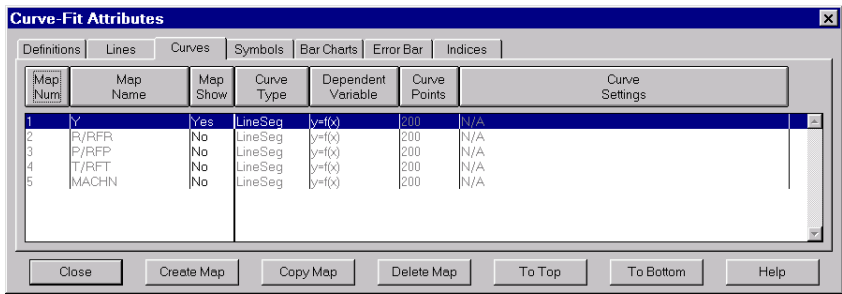 Curve-Fit Attributes
Definitions Lines Curves Symbols Bar Charts Error Bar Indices
Map Num Map Name Map Show Curve Type Dependent Variable Curve Points Curve Settings
1 Y Yes LineSeg y=f(x) 200 N/A
2 R/RFR No LineSeg y=f(x) 200 N/A
3 P/RFP No LineSeg y=f(x) 200 N/A
4 T/RFT No LineSeg y=f(x) 200 N/A
5 MACHN No LineSeg y=f(x) 200 N/A
Close Create Map Copy Map Delete Map To Top To Bottom Help